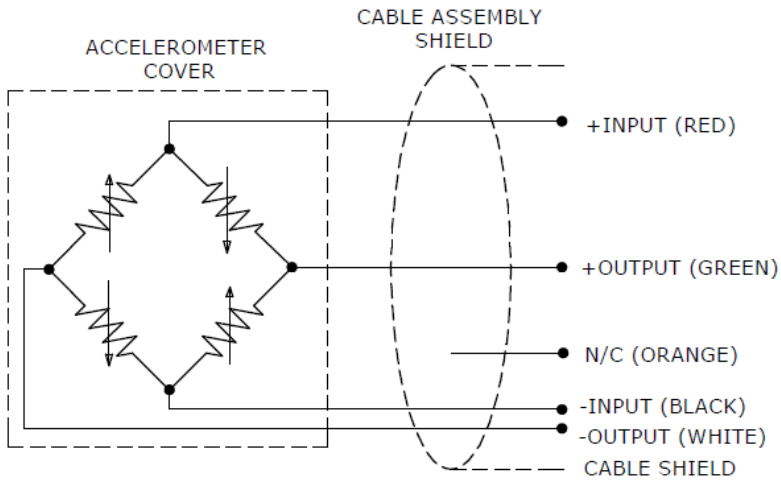 CABLE ASSEMBLY
SHIELD
ACCELEROMETER
COVER
+INPUT (RED)
+OUTPUT (GREEN)
N/C (ORANGE)
-INPUT (BLACK)
-OUTPUT (WHITE)
CABLE SHIELD